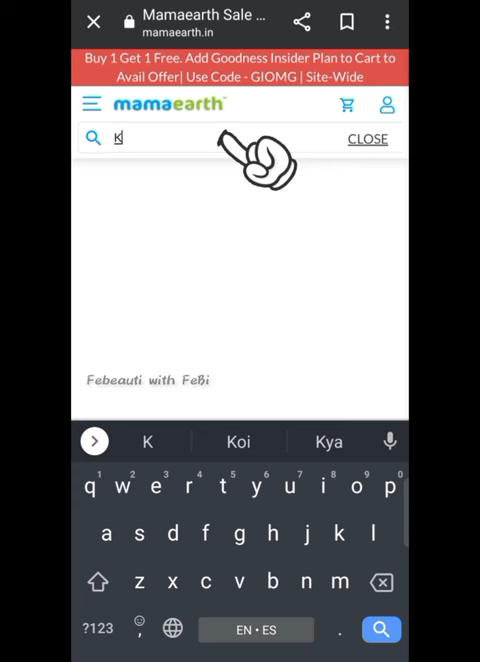 Mamaearth Sale ...
mamaearth.in
Buy 1 Get 1 Free. Add Goodness Insider Plan to Cart to
Avail Offer| Use Code - GIOMG | Site-Wide
mamaearth™
K
CLOSE
Febeauti with FeBi
K Koi Kya
1 2 3 4 5 6 7 8 9 0
q w e r t y u i o p
a s d f g h j k l
z x c v b n m
?123 , EN • ES .